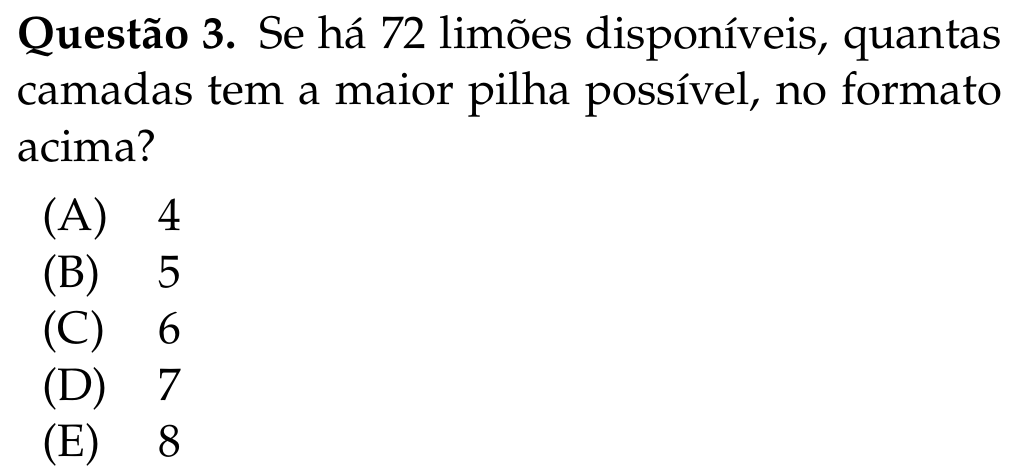 Questão 3. Se há 72 limões disponíveis, quantas
camadas tem a maior pilha possível, no formato
acima?
(A) 4
(B) 5
(C) 6
(D) 7
(E) 8